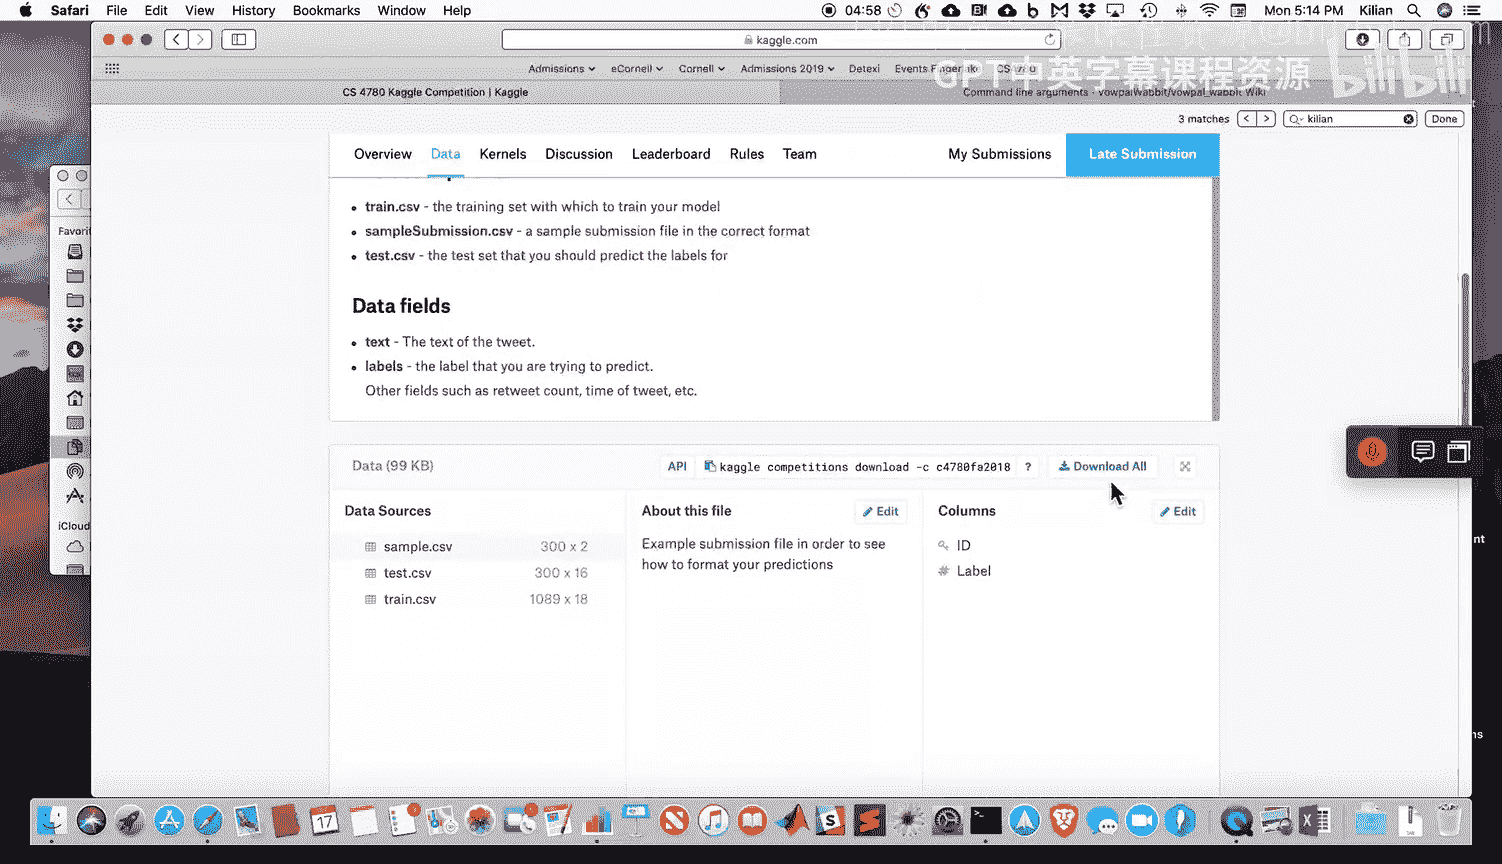 Safari File Edit View History Bookmarks Window Help 04:58 Mon 5:14 PM Kilian
kaggle.com
Admissions eCornell Cornell Admissions 2019 Detexi Events Fingerlake CS4780
GPT中英字幕课程资源 bilibili
CS 4780 Kaggle Competition | Kaggle Command line arguments · VowpalWabbit/vowpal_wabbit Wiki
3 matches kilian Done
Overview Data Kernels Discussion Leaderboard Rules Team My Submissions Late Submission
train.csv - the training set with which to train your model
sampleSubmission.csv - a sample submission file in the correct format
test.csv - the test set that you should predict the labels for
Data fields
text - The text of the tweet.
labels - the label that you are trying to predict.
Other fields such as retweet count, time of tweet, etc.
Favorit
iCloud
Data (99 KB) API kaggle competitions download -c c4780fa2018 ? Download All
Data Sources About this file Edit Columns Edit
sample.csv 300 x 2 Example submission file in order to see ID
how to format your predictions
test.csv 300 x 16 Label
train.csv 1089 x 18
nt
ns
17